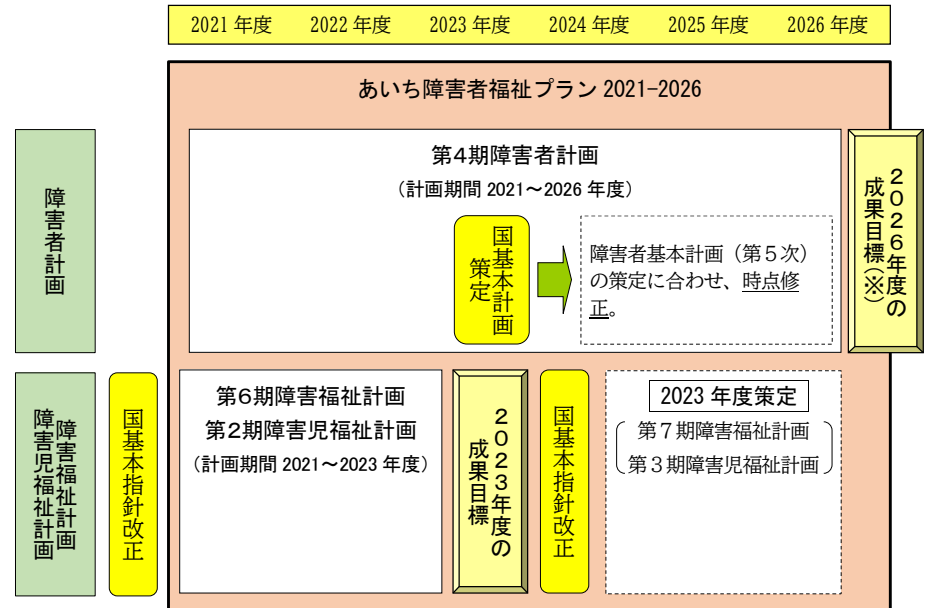 2021 年度 2022 年度 2023 年度 2024 年度 2025 年度 2026 年度
あいち障害者福祉プラン 2021-2026
障害者計画
第4期障害者計画
(計画期間 2021～2026 年度)
国基本計画
策定
障害者基本計画（第５次）
の策定に合わせ、時点修
正。
２０２６年度の
成果目標(※)
障害福祉計画
障害児福祉計画
国基本指針改正
第6期障害福祉計画
第2期障害児福祉計画
(計画期間 2021～2023 年度)
２０２３年度の
成果目標
国基本指針改正
2023 年度策定
第７期障害福祉計画
第３期障害児福祉計画